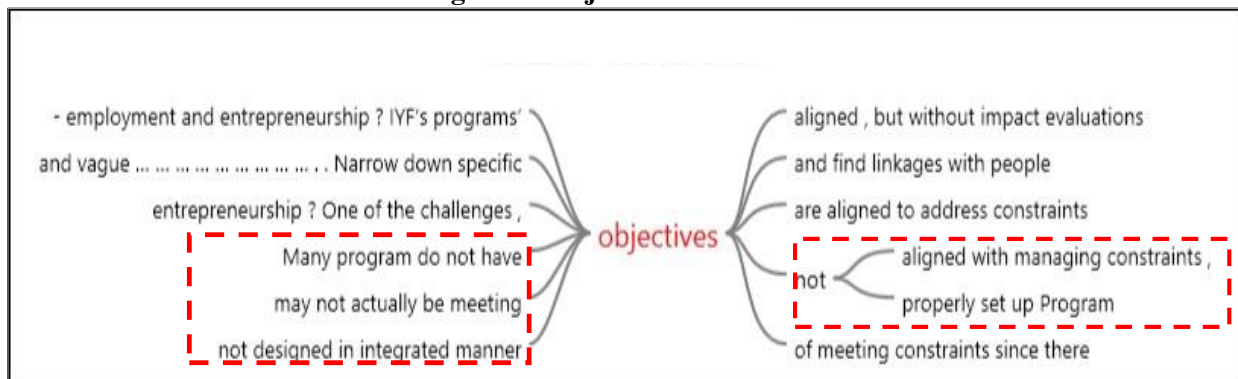 - employment and entrepreneurship ? IYF's programs'
and vague ... ... ... ... ... ... ... ... ... . . Narrow down specific
entrepreneurship ? One of the challenges ,
Many program do not have
may not actually be meeting
not designed in integrated manner
objectives
aligned , but without impact evaluations
and find linkages with people
are aligned to address constraints
not
aligned with managing constraints ,
properly set up Program
of meeting constraints since there